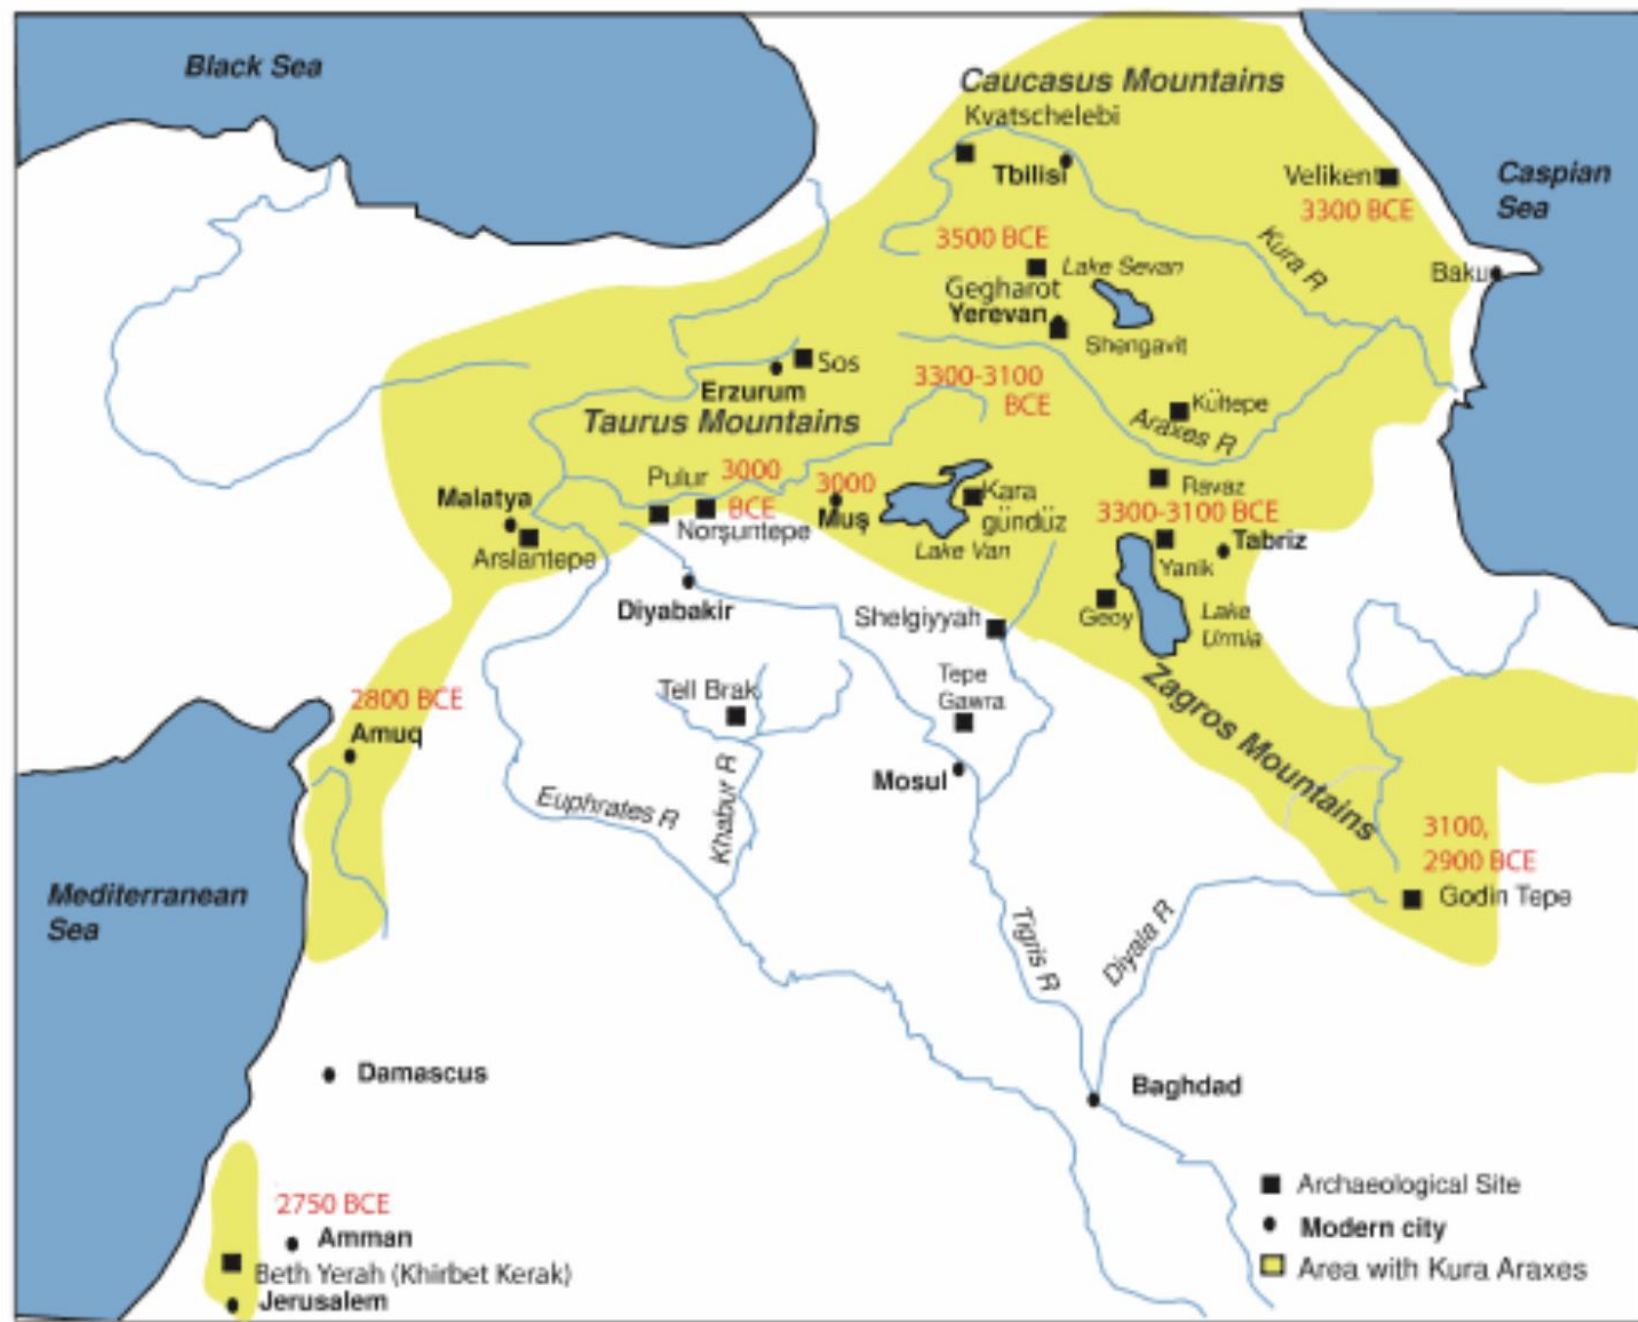 Black Sea
Caucasus Mountains
Kvatschelebi
Tbilisi
Velikent
3300 BCE
Caspian
Sea
3500 BCE
Kura R
Lake Sevan
Baku
Gegharot
Yerevan
Shengavit
Sos
Erzurum
3300-3100
BCE
Kültepe
Araxes R
Taurus Mountains
Pulur
3000
BCE
3000
Muş
Malatya
Norşuntepe
Arslantepe
Kara
gündüz
Lake Van
Ravaz
3300-3100 BCE
Tabriz
Yanik
Geoy
Lake
Urmia
Diyabakir
Shelgiyyah
Tell Brak
Tepe
Gawra
Zagros Mountains
2800 BCE
Amuq
Mosul
Euphrates R
Khabur R
3100,
2900 BCE
Godin Tepe
Mediterranean
Sea
Tigris R
Diyala R
Damascus
Baghdad
2750 BCE
Amman
Beth Yerah (Khirbet Kerak)
Jerusalem
Archaeological Site
Modern city
Area with Kura Araxes